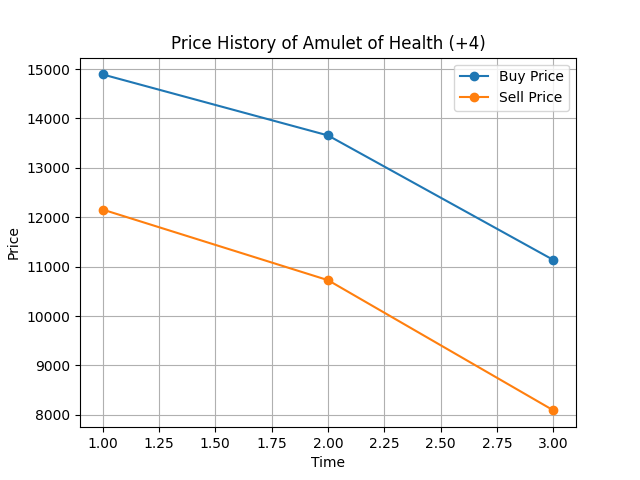 Price History of Amulet of Health (+4)
Buy Price
Sell Price
Price
15000
14000
13000
12000
11000
10000
9000
8000
1.00 1.25 1.50 1.75 2.00 2.25 2.50 2.75 3.00
Time